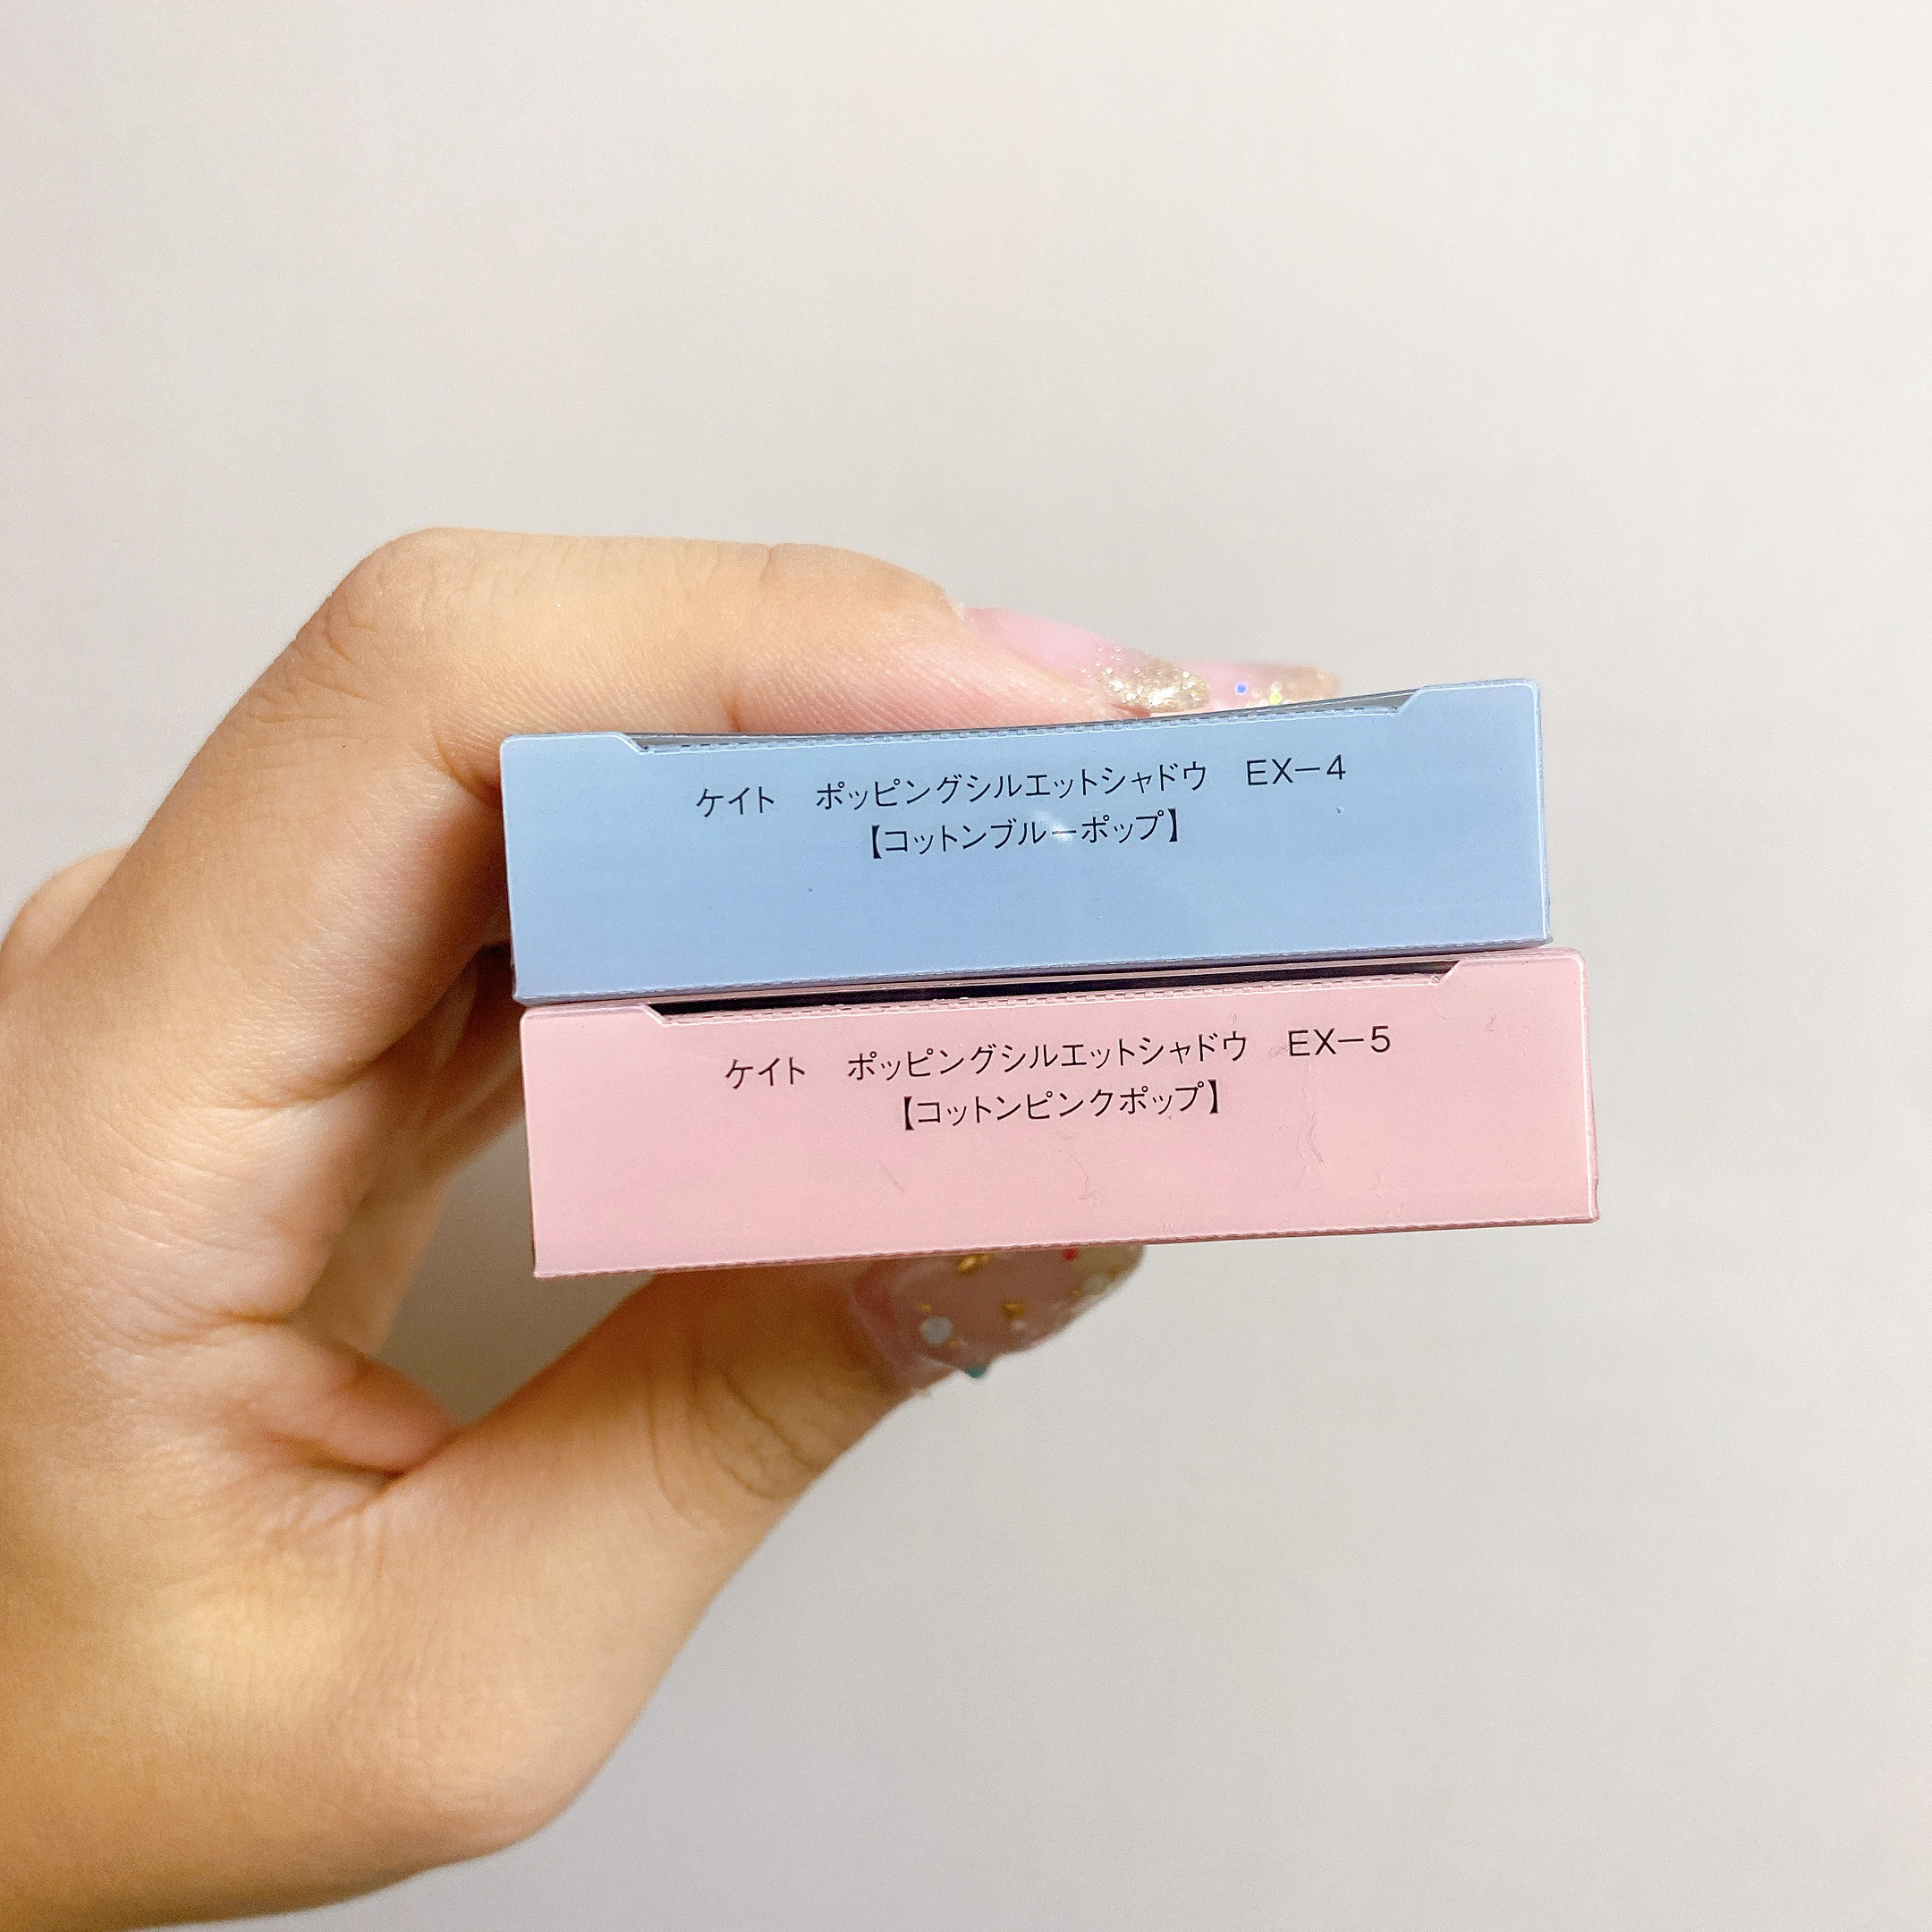 ケイト　ポッピングシルエットシャドウ　EX−4
【コットンブルーポップ】
ケイト　ポッピングシルエットシャドウ　EX−5
【コットンピンクポップ】